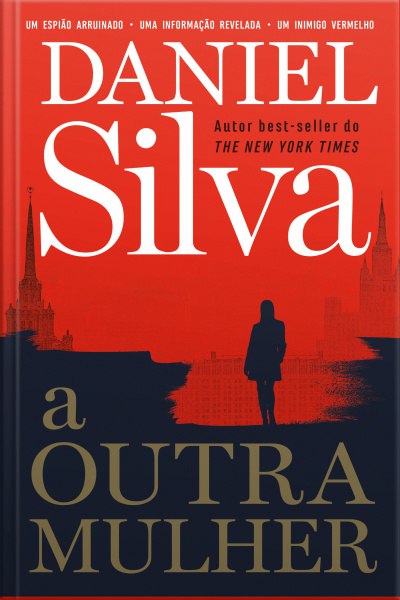 UM ESPIÃO ARRUINADO • UMA INFORMAÇÃO REVELADA • UM INIMIGO VERMELHO
DANIEL
Silva
Autor best-seller do
THE NEW YORK TIMES
a
OUTRA
MULHER